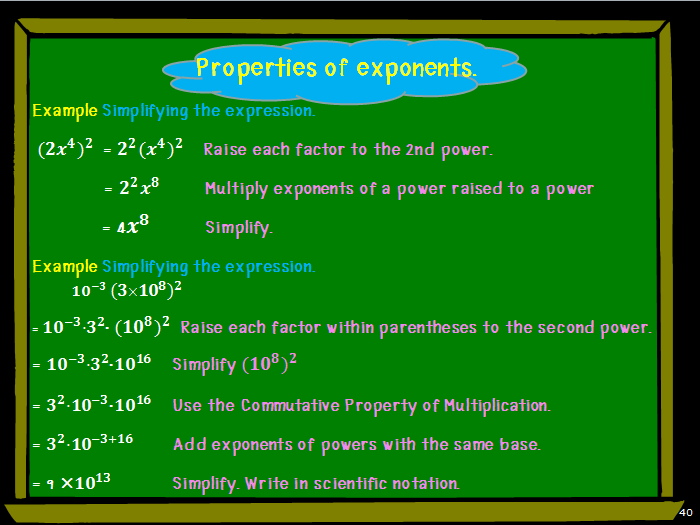 Properties of exponents.
Example Simplifying the expression.
(2x⁴)² = 2²(x⁴)² Raise each factor to the 2nd power.
= 2²x⁸ Multiply exponents of a power raised to a power
= 4x⁸ Simplify.
Example Simplifying the expression.
10⁻³ (3×10⁸)²
= 10⁻³·3²· (10⁸)² Raise each factor within parentheses to the second power.
= 10⁻³·3²·10¹⁶ Simplify (10⁸)²
= 3²·10⁻³·10¹⁶ Use the Commutative Property of Multiplication.
= 3²·10⁻³⁺¹⁶ Add exponents of powers with the same base.
= 9 ×10¹³ Simplify. Write in scientific notation.
40